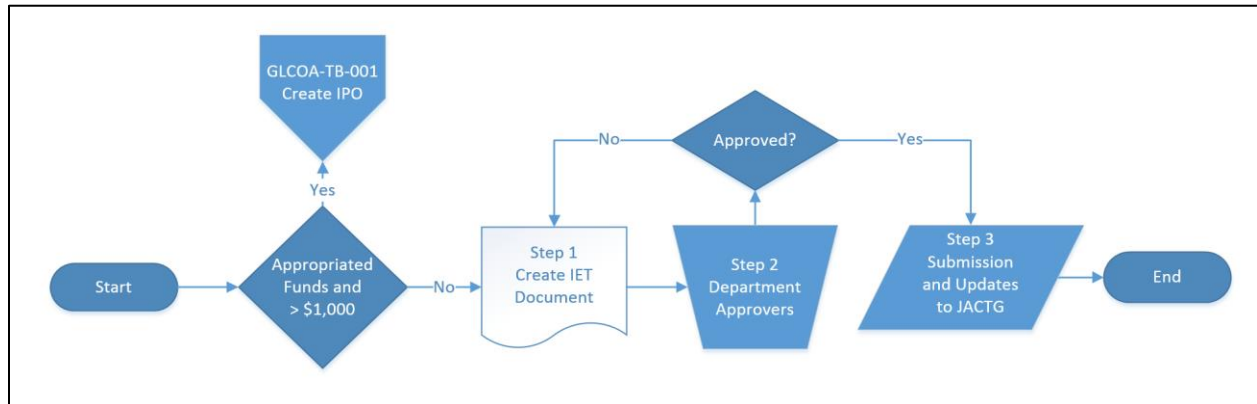 GLCOA-TB-001
Create IPO
Yes
Start
Appropriated
Funds and
> $1,000
No
Step 1
Create IET
Document
Step 2
Department
Approvers
No
Approved?
Yes
Step 3
Submission
and Updates
to JACTG
End